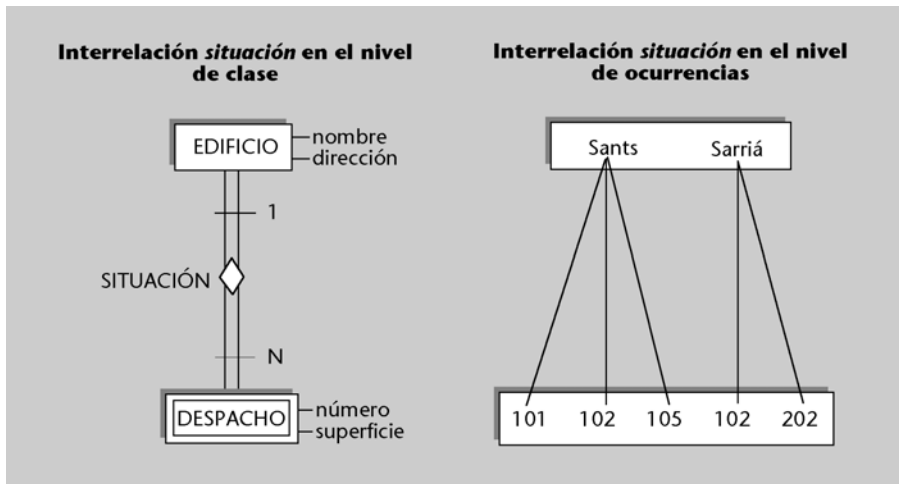 Interrelación situación en el nivel
de clase
EDIFICIO
nombre
dirección
1
SITUACIÓN
N
DESPACHO
número
superficie
Interrelación situación en el nivel
de ocurrencias
Sants Sarriá
101 102 105 102 202